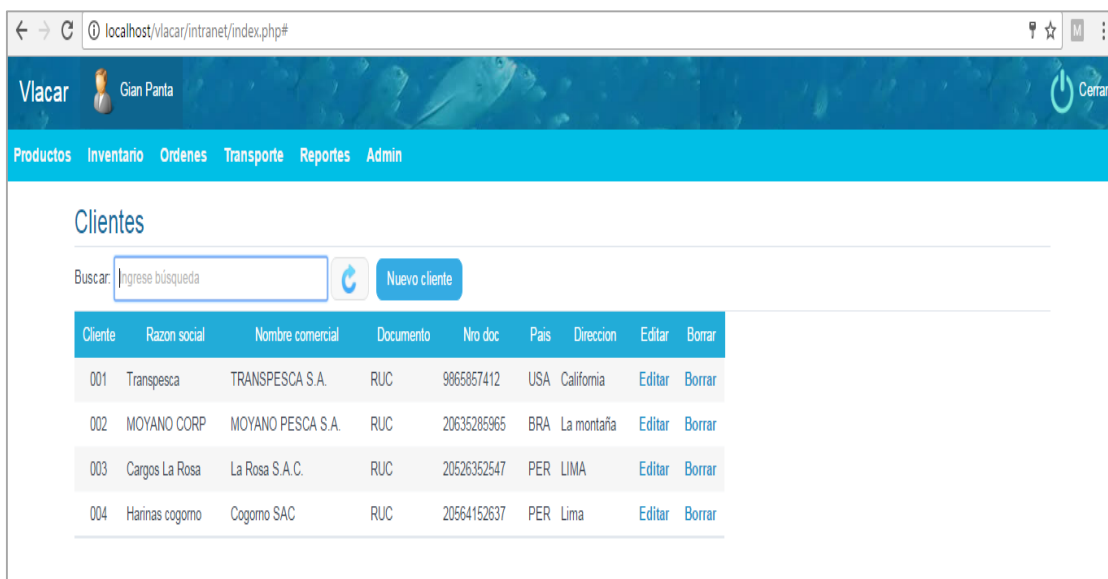 localhost/vlacar/intranet/index.php#
M
Vlacar Gian Panta Cerrar
Productos Inventario Ordenes Transporte Reportes Admin
Clientes
Buscar: Ingrese búsqueda Nuevo cliente
Cliente Razon social Nombre comercial Documento Nro doc Pais Direccion Editar Borrar
001 Transpesca TRANSPESCA S.A. RUC 9865857412 USA California Editar Borrar
002 MOYANO CORP MOYANO PESCA S.A. RUC 20635285965 BRA La montaña Editar Borrar
003 Cargos La Rosa La Rosa S.A.C. RUC 20526352547 PER LIMA Editar Borrar
004 Harinas cogorno Cogorno SAC RUC 20564152637 PER Lima Editar Borrar